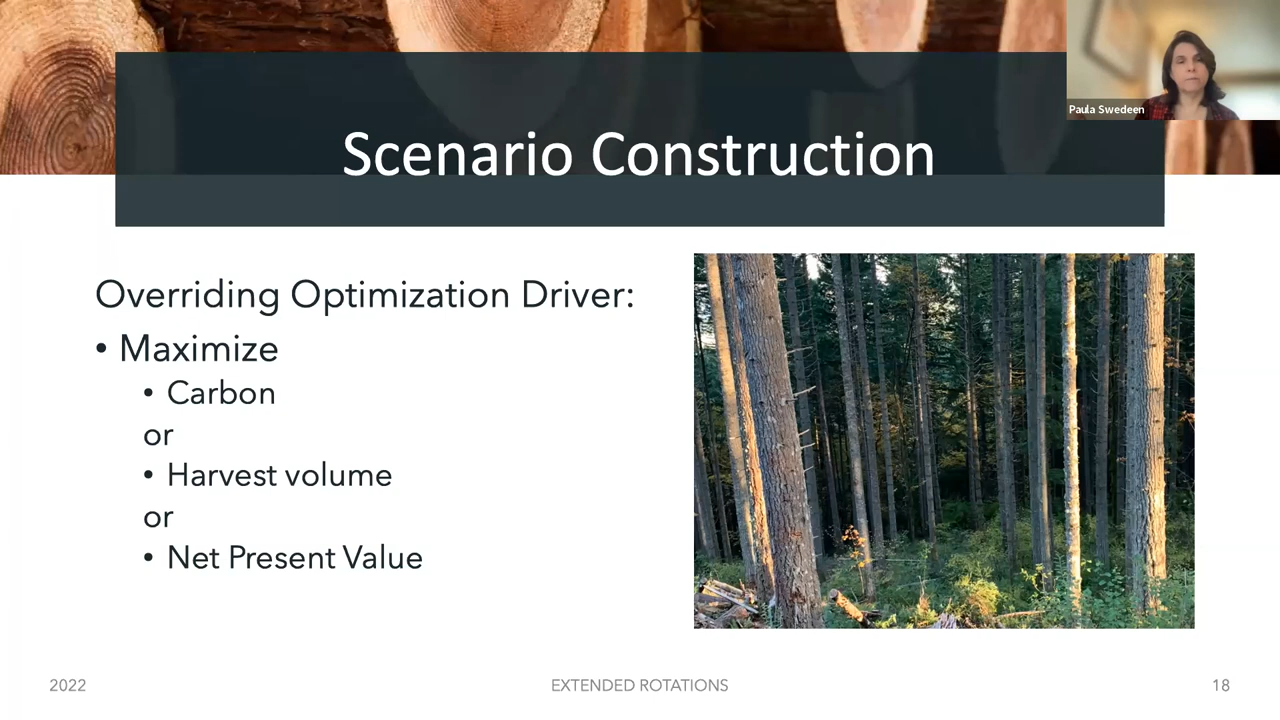 Paula Swedeen
Scenario Construction
Overriding Optimization Driver:
• Maximize
• Carbon
or
• Harvest volume
or
• Net Present Value
2022
EXTENDED ROTATIONS
18